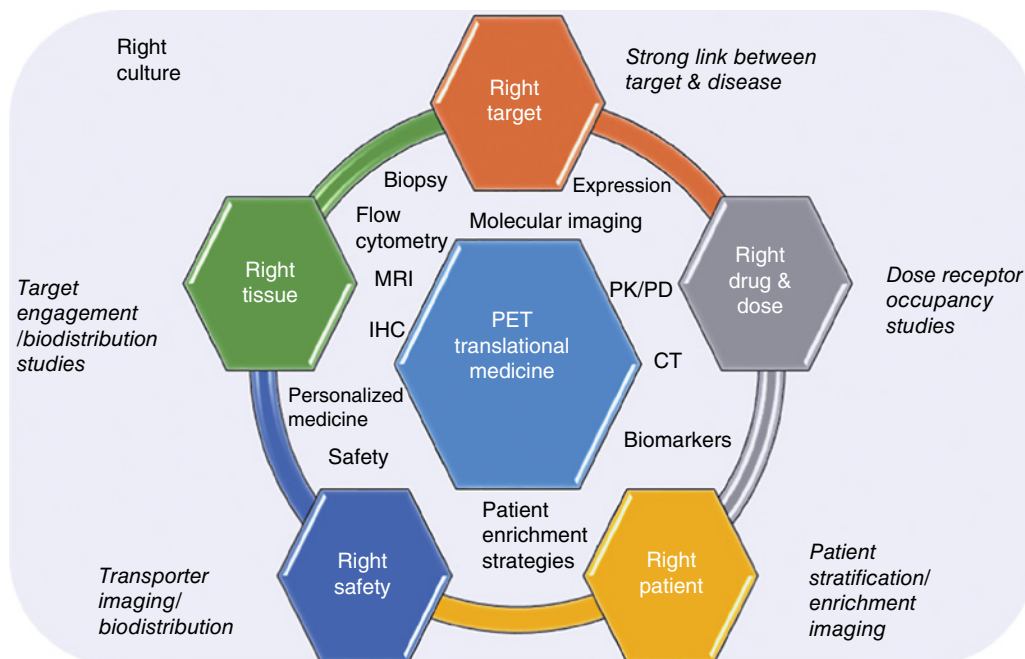 Right
culture
Right
target
Strong link between
target & disease
Biopsy
Expression
Flow
cytometry
Molecular imaging
Right
tissue
MRI
PK/PD
Right
drug & dose
Target
engagement
/biodistribution
studies
IHC
PET
translational
medicine
CT
Dose receptor
occupancy
studies
Personalized
medicine
Safety
Biomarkers
Patient
enrichment
strategies
Right
safety
Right
patient
Transporter
imaging/
biodistribution
Patient
stratification/
enrichment
imaging